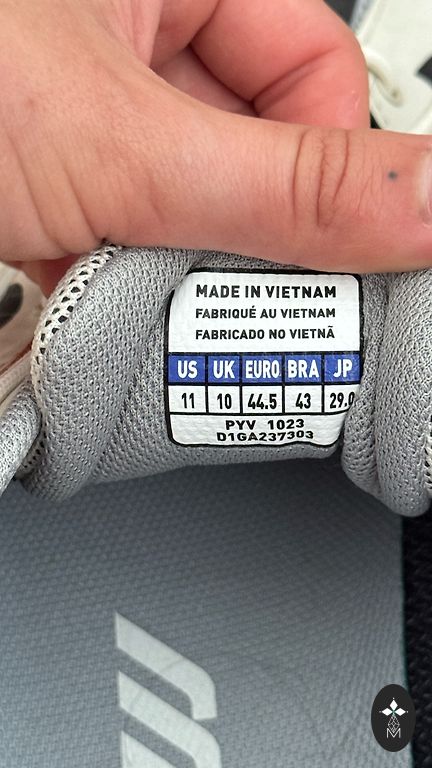 MADE IN VIETNAM
FABRIQUÉ AU VIETNAM
FABRICADO NO VIETNÃ
US UK EURO BRA JP
11 10 44.5 43 29.0
PYV 1023
D1GA237303
M